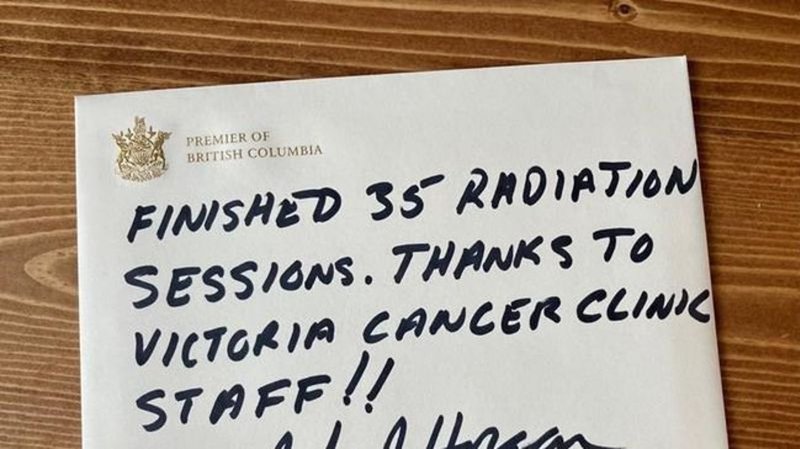 PREMIER OF
BRITISH COLUMBIA
FINISHED 35 RADIATION
SESSIONS. THANKS TO
VICTORIA CANCER CLINIC
STAFF!!